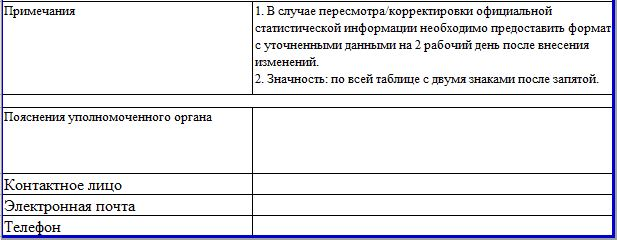 Примечания
1. В случае пересмотра/корректировки официальной
статистической информации необходимо предоставить формат
с уточненными данными на 2 рабочий день после внесения
изменений.
2. Значность: по всей таблице с двумя знаками после запятой.
Пояснения уполномоченного органа
Контактное лицо
Электронная почта
Телефон